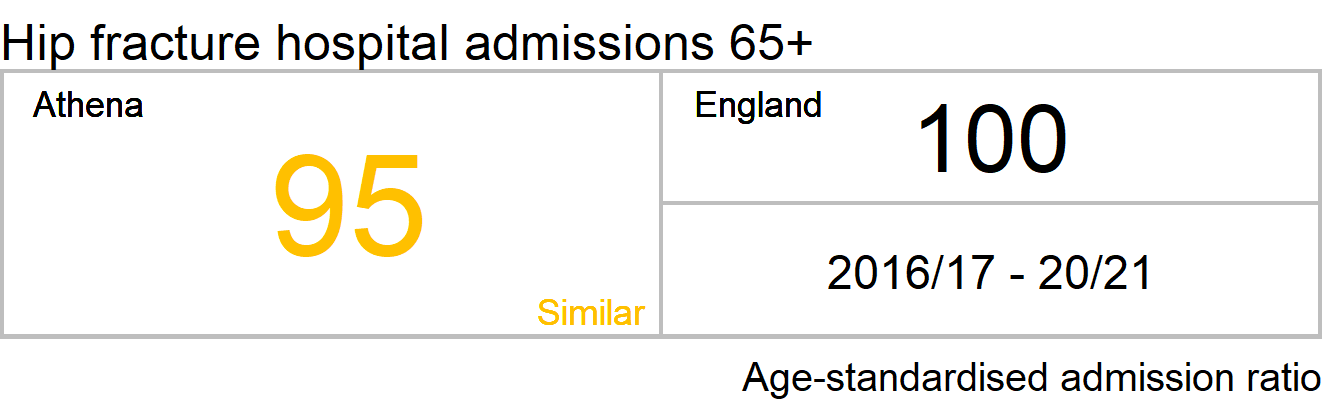 Hip fracture hospital admissions 65+
Athena
95
Similar
England
100
2016/17 - 20/21
Age-standardised admission ratio